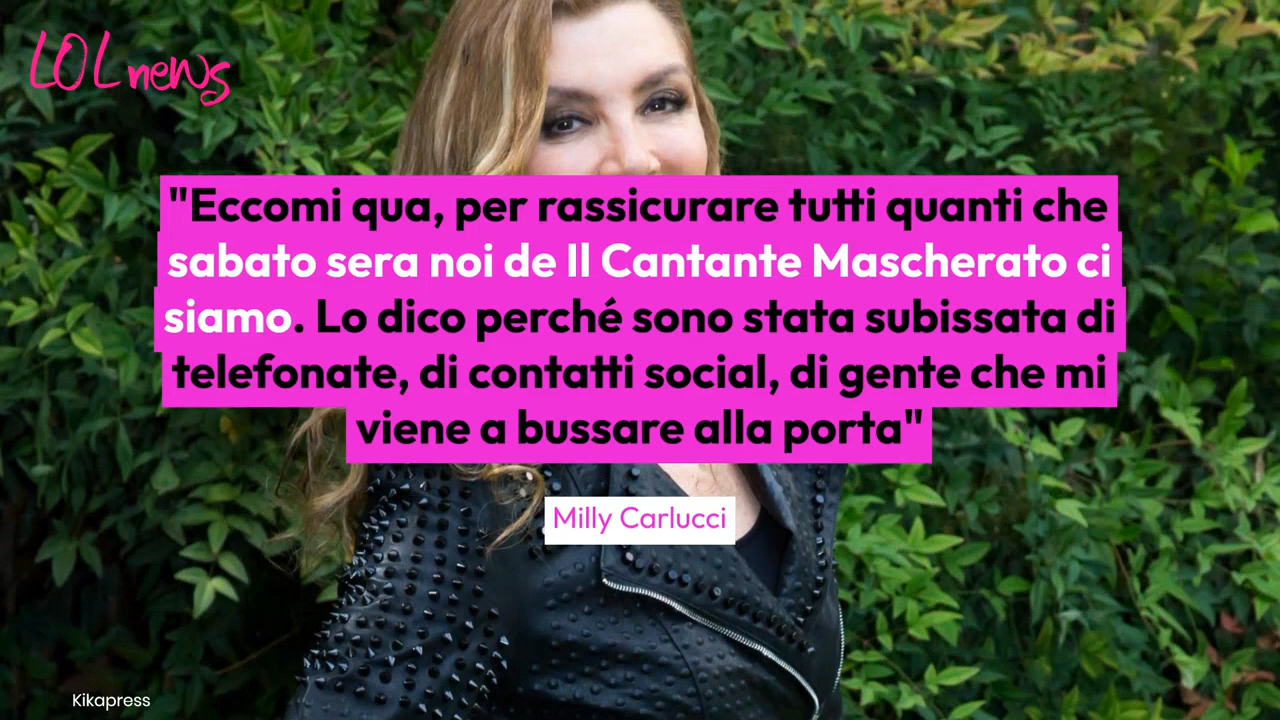 LOL news
"Eccomi qua, per rassicurare tutti quanti che
sabato sera noi de Il Cantante Mascherato ci
siamo. Lo dico perché sono stata subissata di
telefonate, di contatti social, di gente che mi
viene a bussare alla porta"
Milly Carlucci
Kikapress